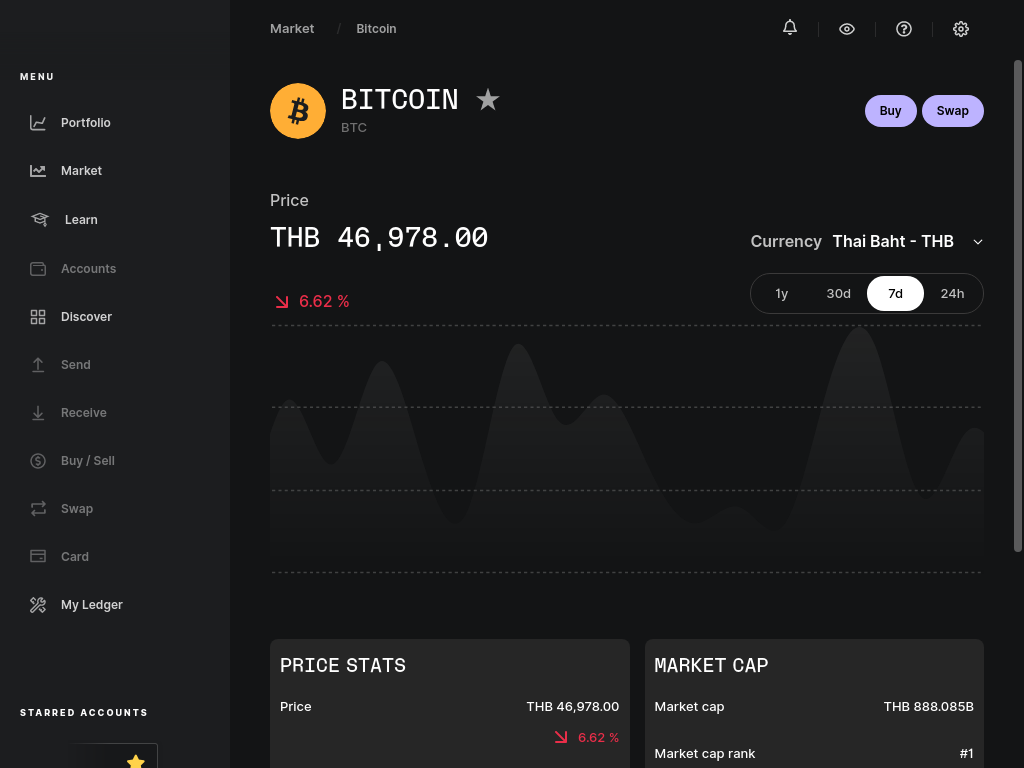 Market / Bitcoin
MENU
Portfolio
Market
Learn
Accounts
Discover
Send
Receive
Buy / Sell
Swap
Card
My Ledger
STARRED ACCOUNTS
BITCOIN
BTC
Buy
Swap
Price
THB 46,978.00
Currency Thai Baht - THB
6.62 %
1y 30d 7d 24h
PRICE STATS
Price THB 46,978.00
6.62 %
MARKET CAP
Market cap THB 888.085B
Market cap rank #1